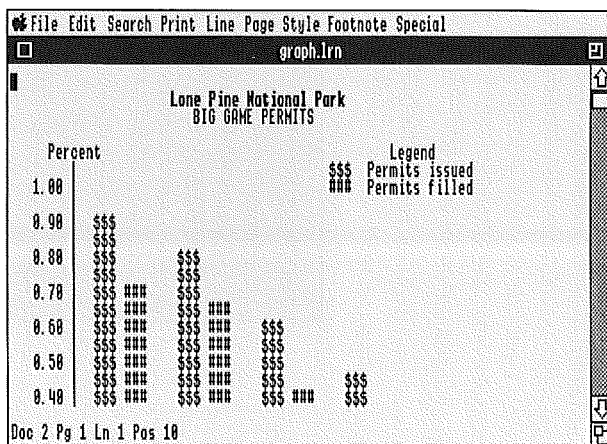 File Edit Search Print Line Page Style Footnote Special
graph.lrn
Lone Pine National Park
BIG GAME PERMITS
Percent Legend
$$$ Permits issued
1.00 ### Permits filled
0.90 $$$
$$$
0.80 $$$ $$$
$$$ $$$
0.70 $$$ ### $$$
$$$ ### $$$ ###
0.60 $$$ ### $$$ ### $$$
$$$ ### $$$ ### $$$
0.50 $$$ ### $$$ ### $$$
$$$ ### $$$ ### $$$ $$$
0.40 $$$ ### $$$ ### $$$ ### $$$
Doc 2 Pg 1 Ln 1 Pos 10